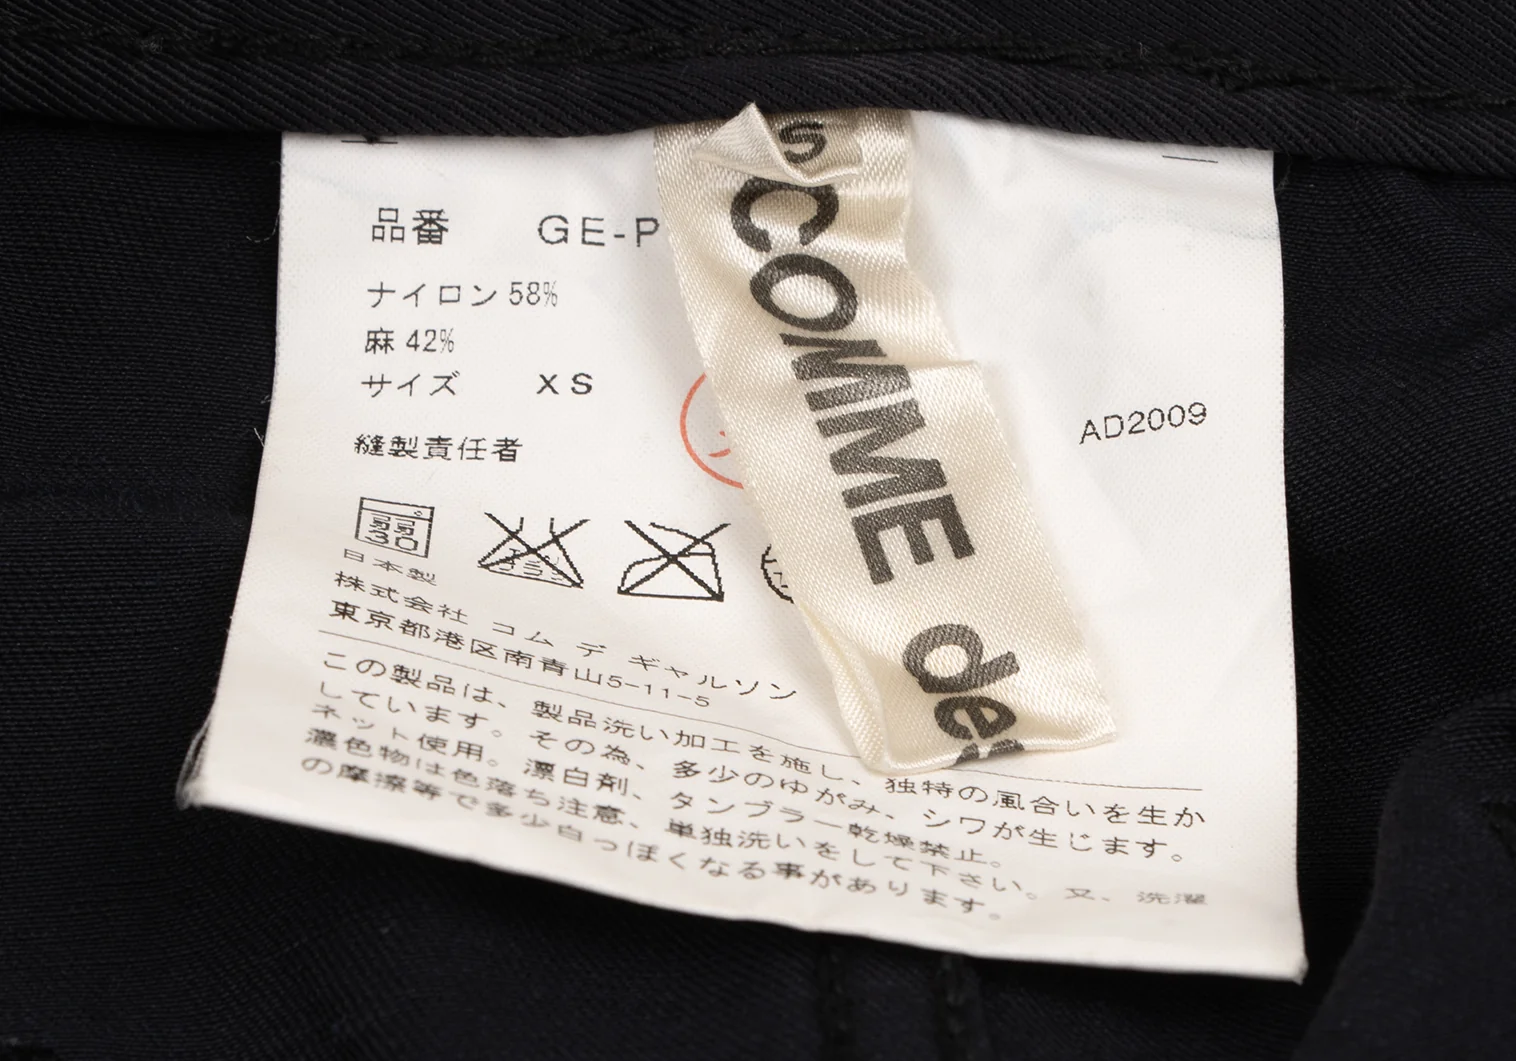 品番 GE-P
ナイロン 58%
麻 42%
サイズ XS
縫製責任者
AD2009
30
日本製
株式会社 コム デ ギャルソン
東京都港区南青山5-11-5
この製品は、製品洗い加工を施し、独特の風合いを生か
しています。その為、多少のゆがみ、シワが生じます。
ネット使用。漂白剤、タンブラー乾燥禁止。
濃色物は色落ち注意、単独洗いをして下さい。又、洗濯
の摩擦等で多少白っぽくなる事があります。
S
COMME des